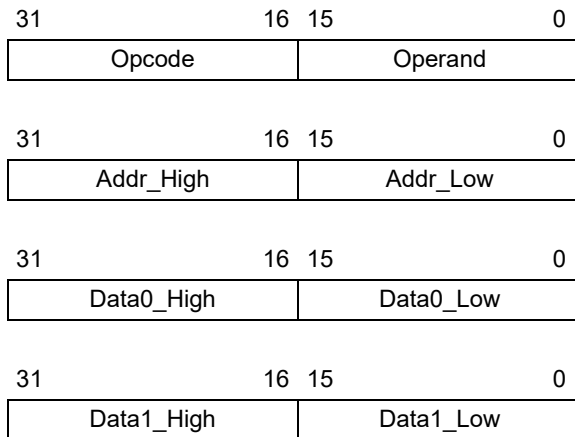 31 16 15 0
Opcode Operand
31 16 15 0
Addr_High Addr_Low
31 16 15 0
Data0_High Data0_Low
31 16 15 0
Data1_High Data1_Low